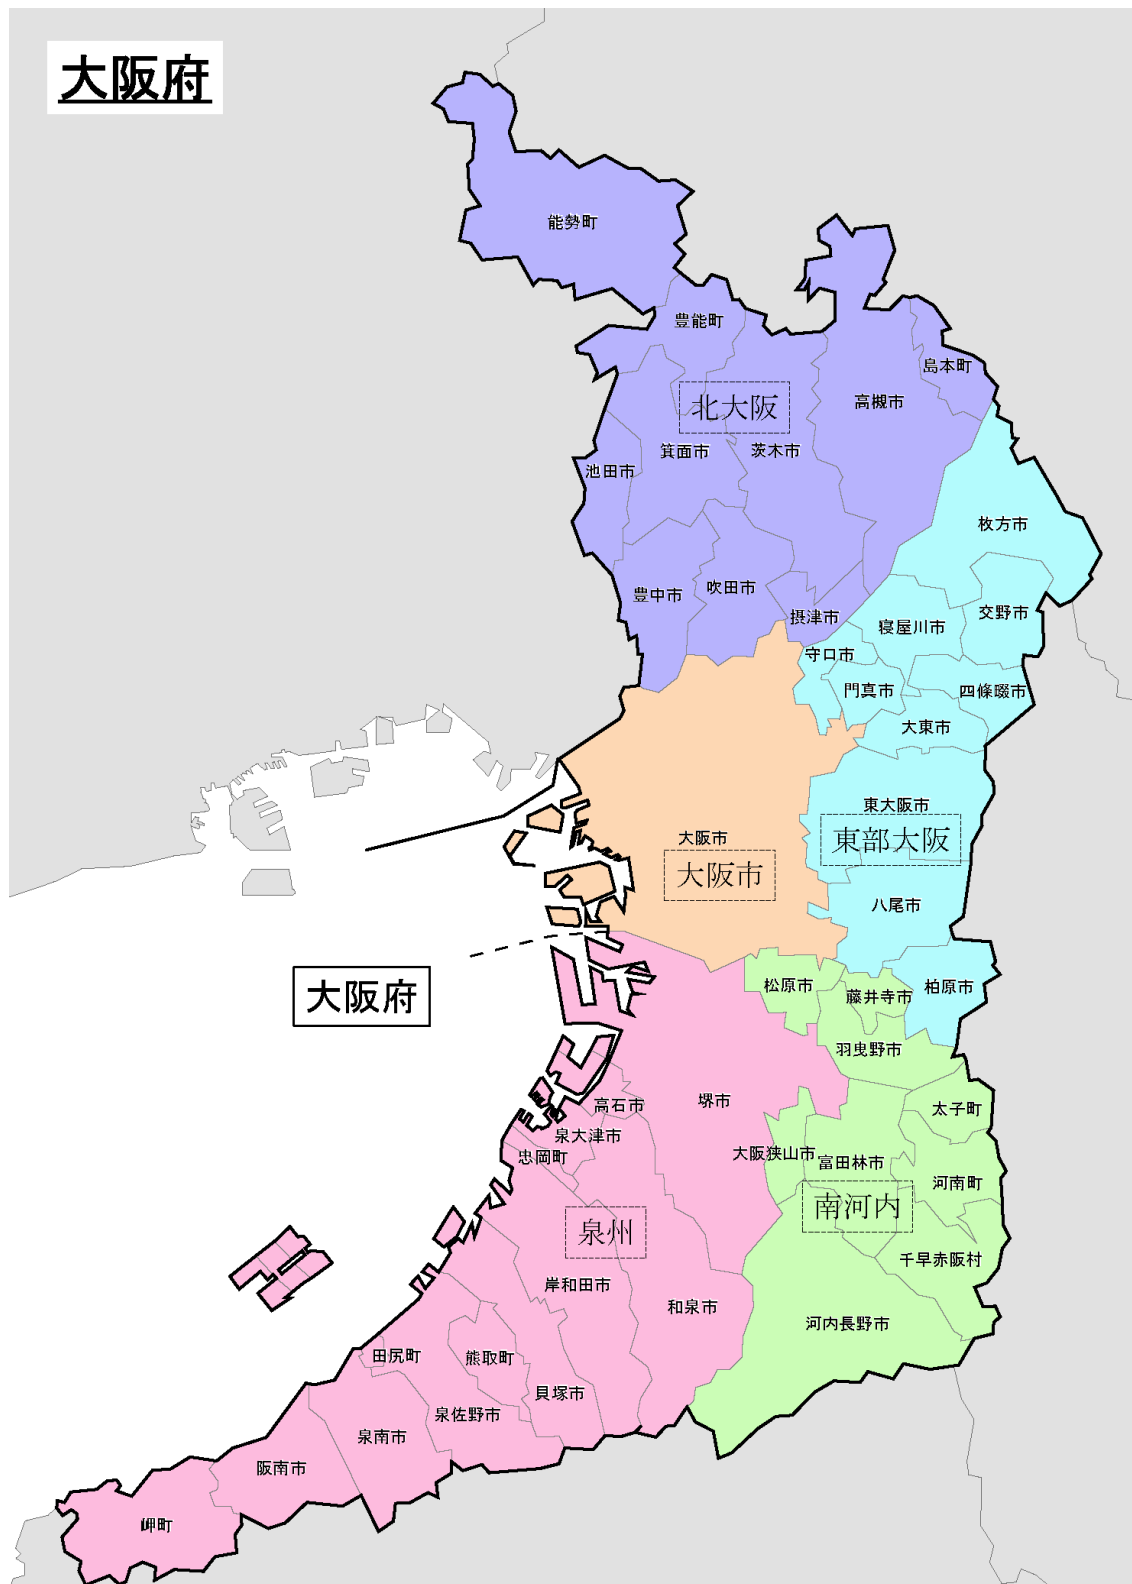 大阪府
能勢町
豊能町
島本町
北大阪
高槻市
箕面市
茨木市
池田市
枚方市
吹田市
豊中市
摂津市
交野市
寝屋川市
守口市
門真市
四條畷市
大東市
東大阪市
東部大阪
大阪市
大阪市
八尾市
松原市
藤井寺市
柏原市
大阪府
羽曳野市
堺市
高石市
太子町
泉大津市
忠岡町
大阪狭山市
富田林市
河南町
南河内
泉州
千早赤阪村
岸和田市
和泉市
河内長野市
田尻町
熊取町
貝塚市
泉佐野市
泉南市
阪南市
岬町